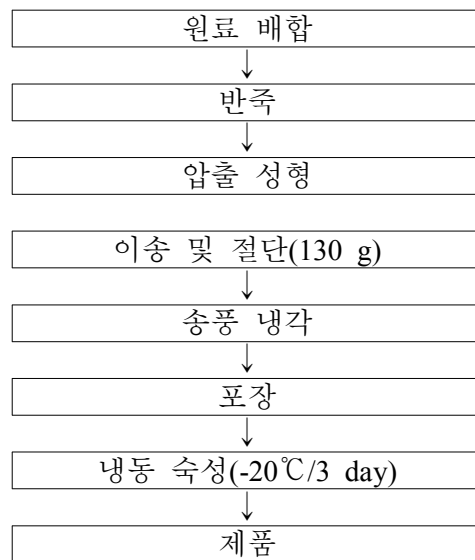 원료 배합
반죽
압출 성형
이송 및 절단(130 g)
송풍 냉각
포장
냉동 숙성(-20℃/3 day)
제품